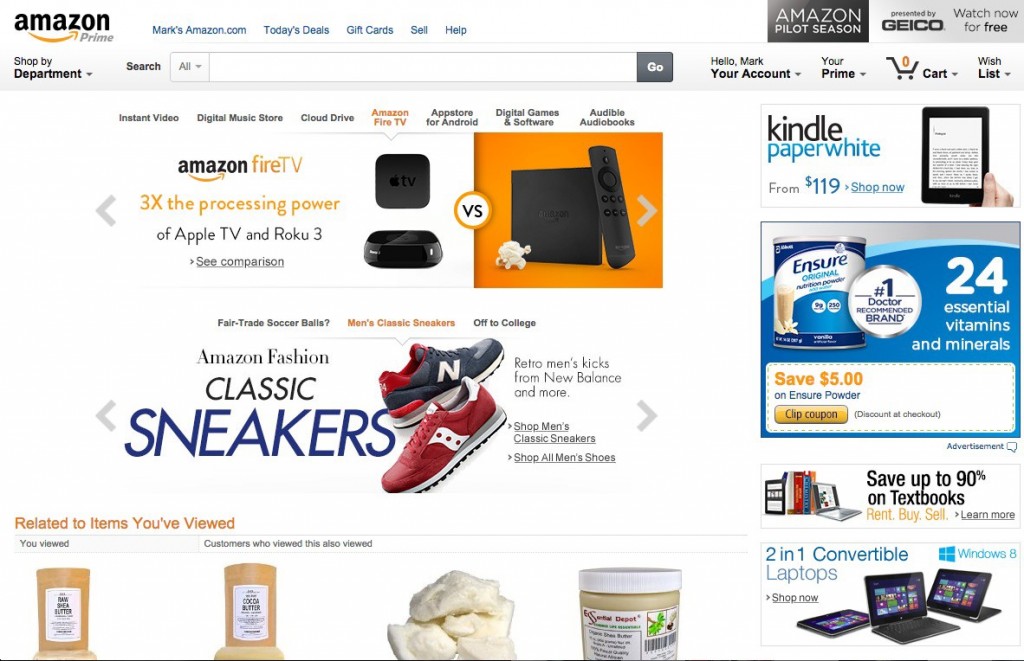 amazon
Prime
Mark's Amazon.com Today's Deals Gift Cards Sell Help
AMAZON
PILOT SEASON
presented by
GEICO
Watch now
for free
Shop by
Department
Search All Go
Hello, Mark
Your Account
Your
Prime
0
Cart
Wish
List
Instant Video
Digital Music Store
Cloud Drive
Amazon
Fire TV
Appstore
for Android
Digital Games
& Software
Audible
Audiobooks
amazon fireTV
3X the processing power
of Apple TV and Roku 3
›See comparison
tv
VS
amazon
kindle
paperwhite
From $119 ›Shop now
Abbott
Ensure
ORIGINAL
nutrition powder
9g 250
vanilla
#1
Doctor
RECOMMENDED
BRAND
24
essential
vitamins
and minerals
Save $5.00
on Ensure Powder
Clip coupon (Discount at checkout)
Advertisement
Fair-Trade Soccer Balls? Men's Classic Sneakers Off to College
Amazon Fashion
CLASSIC
SNEAKERS
N
Retro men's kicks
from New Balance
and more.
›Shop Men's
Classic Sneakers
›Shop All Men's Shoes
Save up to 90%
on Textbooks
Rent. Buy. Sell. ›Learn more
2 in 1 Convertible
Laptops
Windows 8
›Shop now
Related to Items You've Viewed
You viewed
Customers who viewed this also viewed
RAW
SHEA
BUTTER
COCOA
BUTTER
Essential Depot
Organic Shea Butter